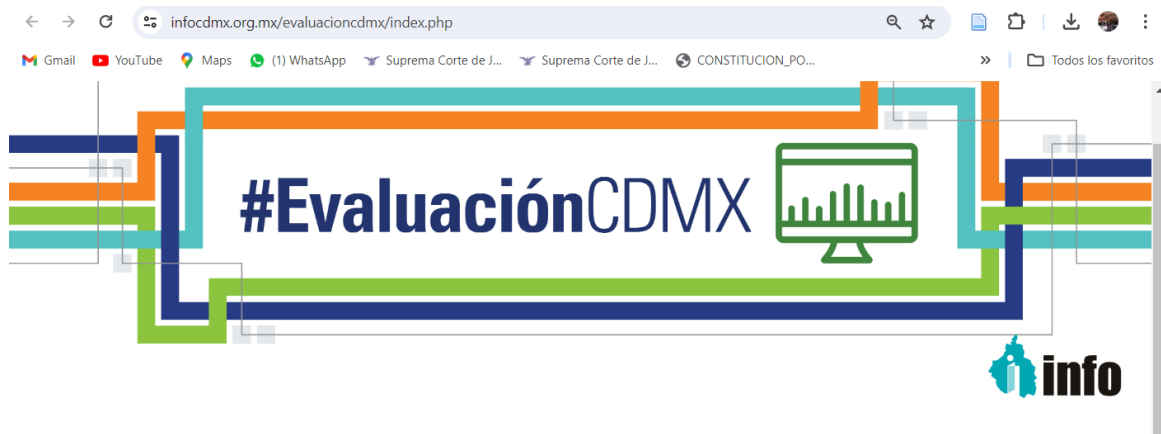 infocdmx.org.mx/evaluacioncdmx/index.php
Gmail YouTube Maps (1) WhatsApp Suprema Corte de J... Suprema Corte de J... CONSTITUCION_PO... » Todos los favoritos
#EvaluaciónCDMX
info